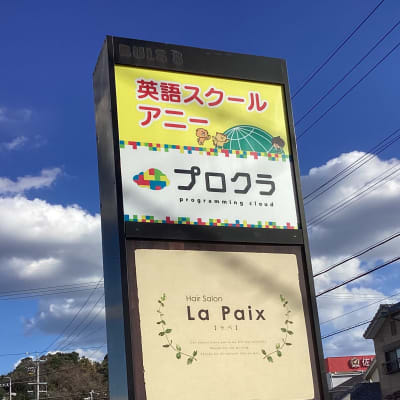 英語スクール
アニー
プロクラ
programming cloud
Hair Salon
La Paix
【ラ.ペ】
佐